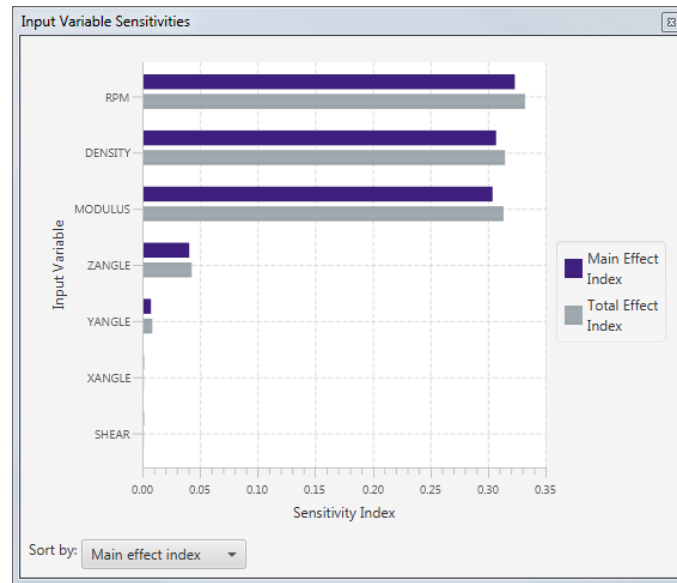 Input Variable Sensitivities
RPM
DENSITY
MODULUS
ZANGLE
YANGLE
XANGLE
SHEAR
Input Variable
0.00 0.05 0.10 0.15 0.20 0.25 0.30 0.35
Sensitivity Index
Main Effect
Index
Total Effect
Index
Sort by: Main effect index